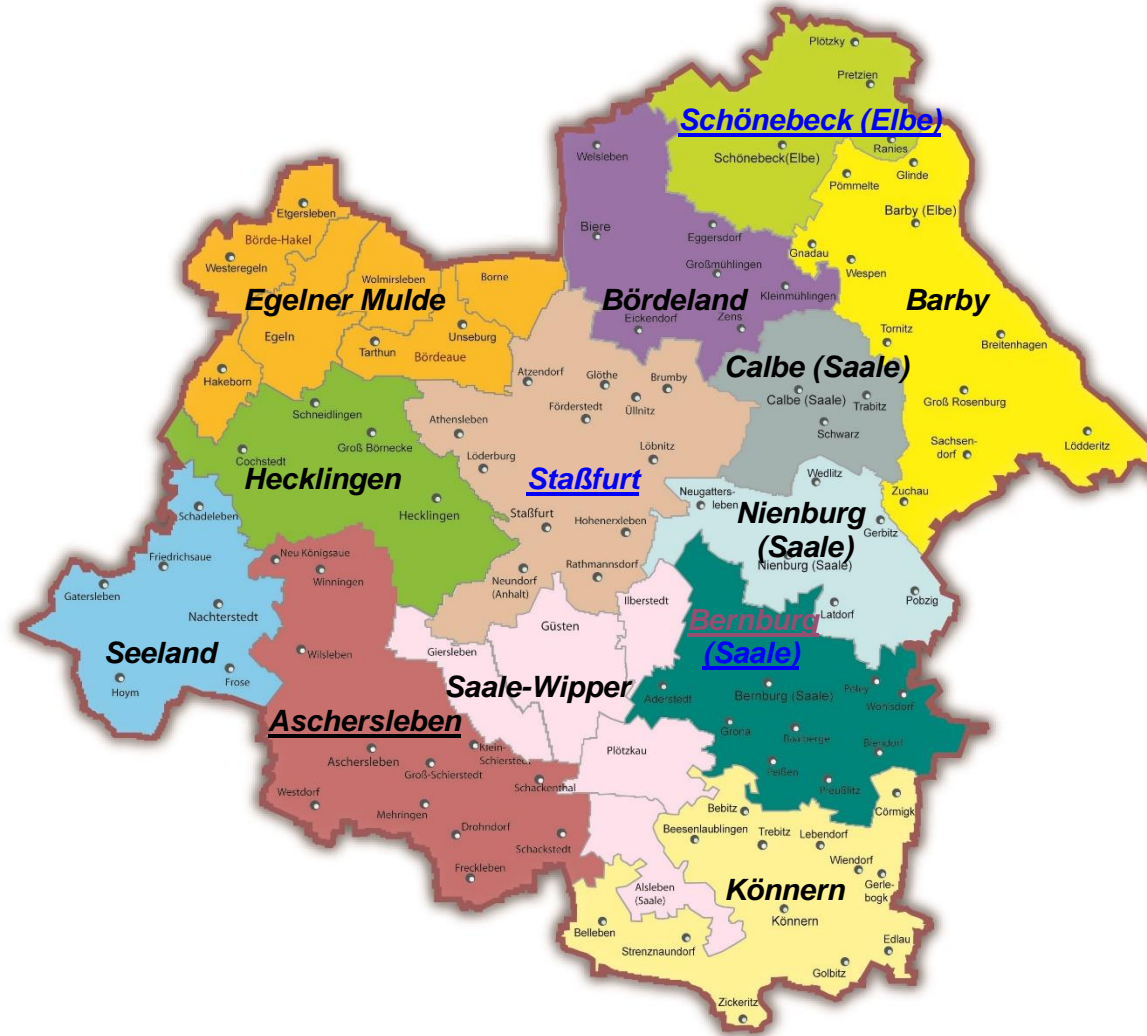 Plötzky
Pretzien
Schönebeck (Elbe)
Ranies
Schönebeck(Elbe)
Welsleben
Glinde
Pömmelte
Barby (Elbe)
Biere
Eggersdorf
Gnadau
Wespen
Großmühlingen
Kleinmühlingen
Bördeland
Barby
Eickendorf
Zens
Tornitz
Breitenhagen
Etgersleben
Börde-Hakel
Westeregeln
Wolmirsleben
Borne
Egelner Mulde
Egeln
Unseburg
Tarthun
Bördeaue
Hakeborn
Calbe (Saale)
Calbe (Saale)
Trabitz
Schwarz
Groß Rosenburg
Sachsen-
dorf
Lödderitz
Zuchau
Atzendorf
Glöthe
Brumby
Üllnitz
Förderstedt
Athensleben
Löbnitz
Löderburg
Staßfurt
Staßfurt
Hohenerxleben
Rathmannsdorf
Neundorf
(Anhalt)
Schneidlingen
Groß Börnecke
Cochstedt
Hecklingen
Hecklingen
Wedlitz
Neugatters-
leben
Nienburg
(Saale)
Gerbitz
Nienburg (Saale)
Latdorf
Pobzig
Schadeleben
Friedrichsaue
Gatersleben
Nachterstedt
Seeland
Frose
Hoym
Neu Königsaue
Winningen
Wilsleben
Aschersleben
Aschersleben
Groß-Schierstedt
Klein-
Schierstedt
Schackenthal
Westdorf
Mehringen
Drohndorf
Schackstedt
Freckleben
Ilberstedt
Güsten
Giersleben
Saale-Wipper
Plötzkau
Alsleben
(Saale)
Bernburg
(Saale)
Aderstedt
Bernburg (Saale)
Poley
Wohlsdorf
Gröna
Baalberge
Biendorf
Peißen
Preußlitz
Cörmigk
Bebitz
Beesenlaublingen
Trebitz
Lebendorf
Wiendorf
Gerle-
bogk
Könnern
Könnern
Belleben
Strenznaundorf
Edlau
Golbitz
Zickeritz